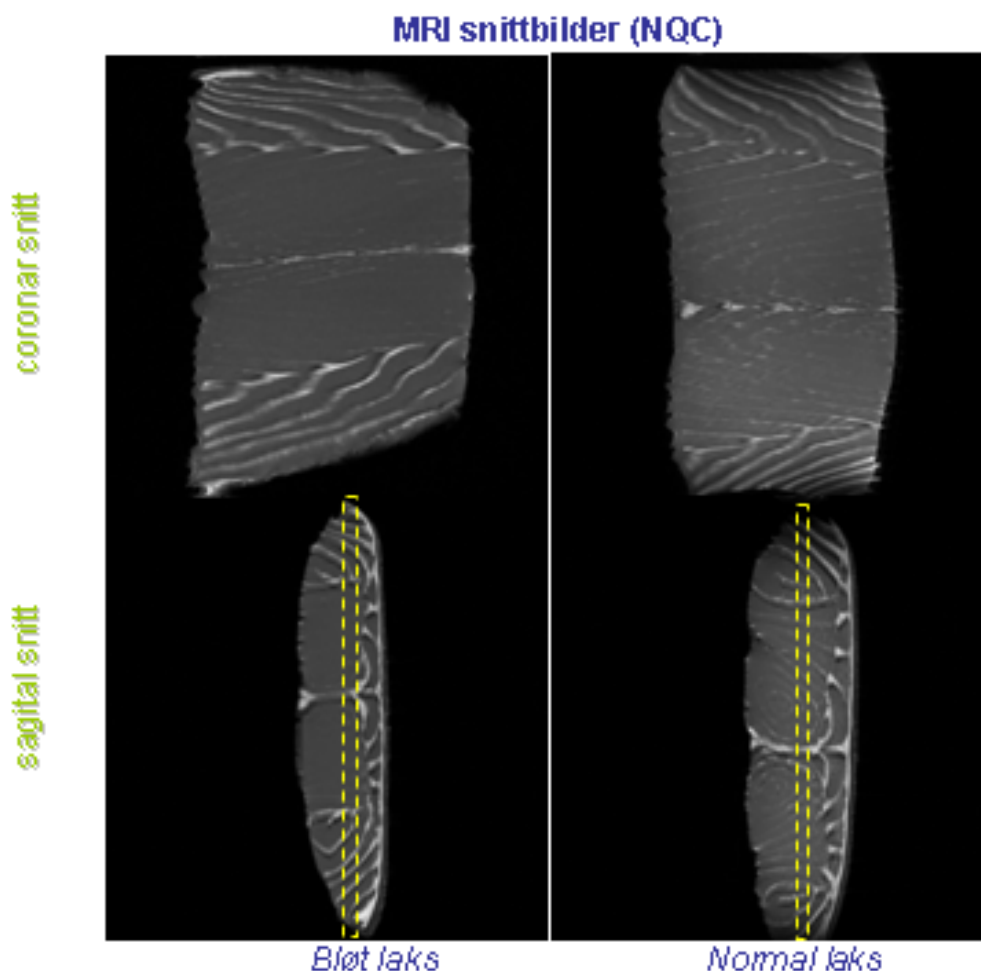 MRI snittbilder (NQC)
coronar snitt
sagital snitt
Bløt laks
Normal laks